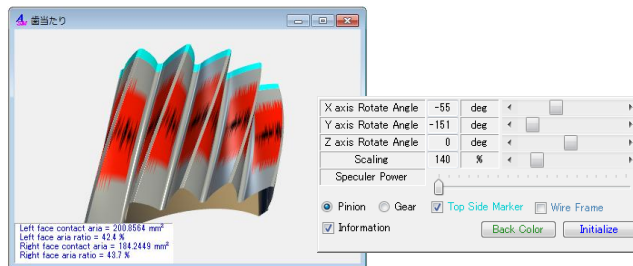 歯当たり
Left face contact aria = 200.8564 mm²
Left face aria ratio = 42.4 %
Right face contact aria = 184.2449 mm²
Right face aria ratio = 43.7 %
X axis Rotate Angle -55 deg
Y axis Rotate Angle -151 deg
Z axis Rotate Angle 0 deg
Scaling 140 %
Speculer Power
Pinion Gear Top Side Marker Wire Frame
Information Back Color Initialize